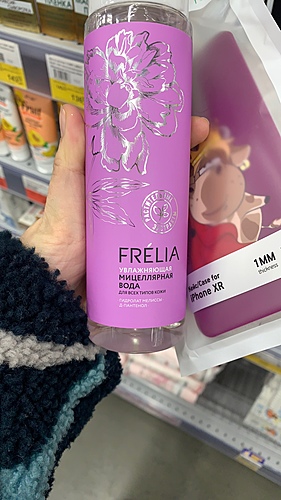 FRÉLIA
УВЛАЖНЯЮЩАЯ
МИЦЕЛЛЯРНАЯ
ВОДА
ДЛЯ ВСЕХ ТИПОВ КОЖИ
ГИДРОЛАТ МЕЛИССЫ
& ПАНТЕНОЛ
1MM
thickness
Case for
iPhone XR